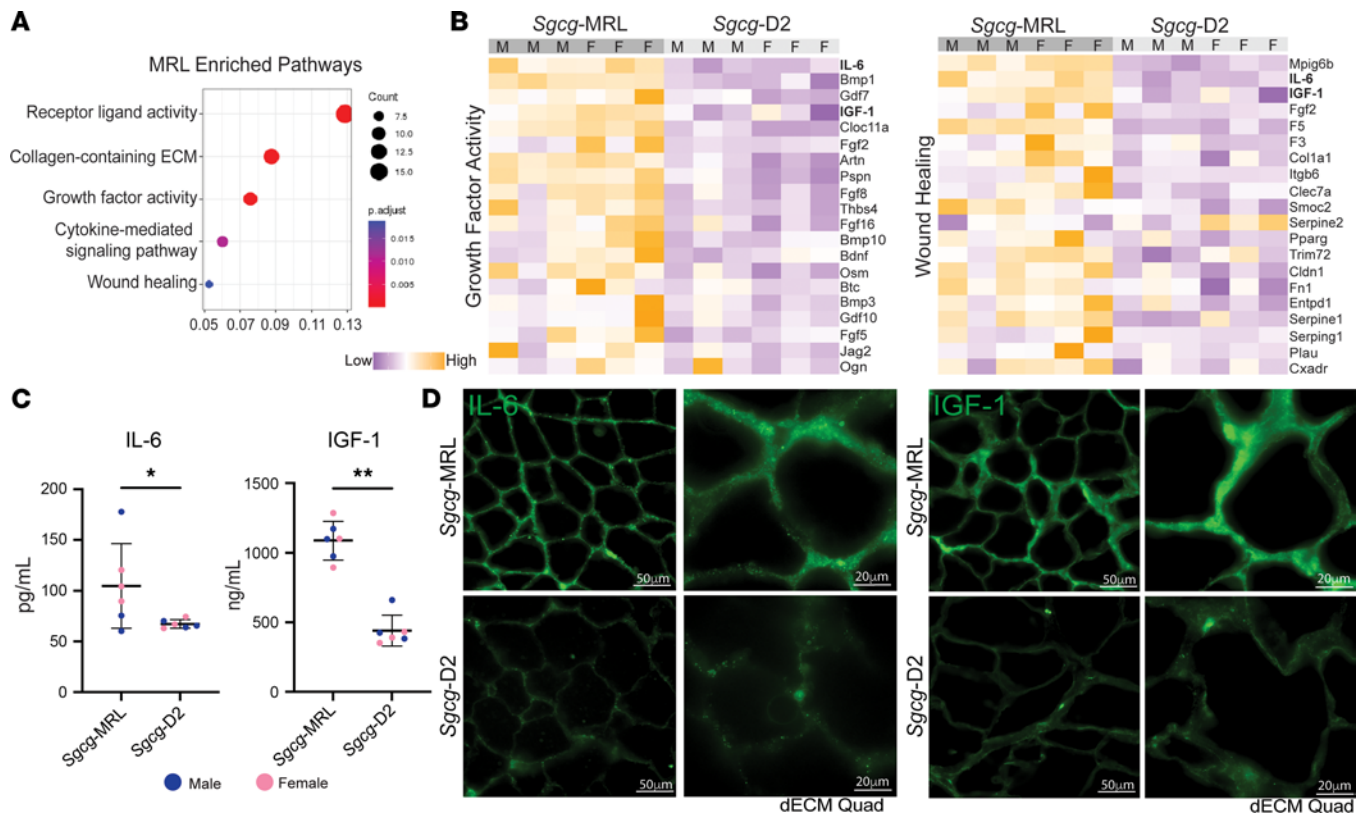 A
MRL Enriched Pathways
Receptor ligand activity
Collagen-containing ECM
Growth factor activity
Cytokine-mediated
signaling pathway
Wound healing
0.05 0.07 0.09 0.11 0.13
Count
7.5
10.0
12.5
15.0
p.adjust
0.015
0.010
0.005
Low High
B
Sgcg-MRL Sgcg-D2
M M M F F F M M M F F F
Growth Factor Activity
IL-6
Bmp1
Gdf7
IGF-1
Cloc11a
Fgf2
Artn
Pspn
Fgf8
Thbs4
Fgf16
Bmp10
Bdnf
Osm
Btc
Bmp3
Gdf10
Fgf5
Jag2
Ogn
Sgcg-MRL Sgcg-D2
M M M F F F M M M F F F
Wound Healing
Mpig6b
IL-6
IGF-1
Fgf2
F5
F3
Col1a1
Itgb6
Clec7a
Smoc2
Serpine2
Pparg
Trim72
Cldn1
Fn1
Entpd1
Serpine1
Serping1
Plau
Cxadr
C
IL-6
*
pg/mL
200
150
100
50
0
Sgcg-MRL
Sgcg-D2
IGF-1
**
ng/mL
1500
1000
500
0
Sgcg-MRL
Sgcg-D2
Male Female
D
IL-6
Sgcg-MRL
50μm
20μm
Sgcg-D2
50μm
20μm
dECM Quad
IGF-1
Sgcg-MRL
50μm
20μm
Sgcg-D2
50μm
20μm
dECM Quad